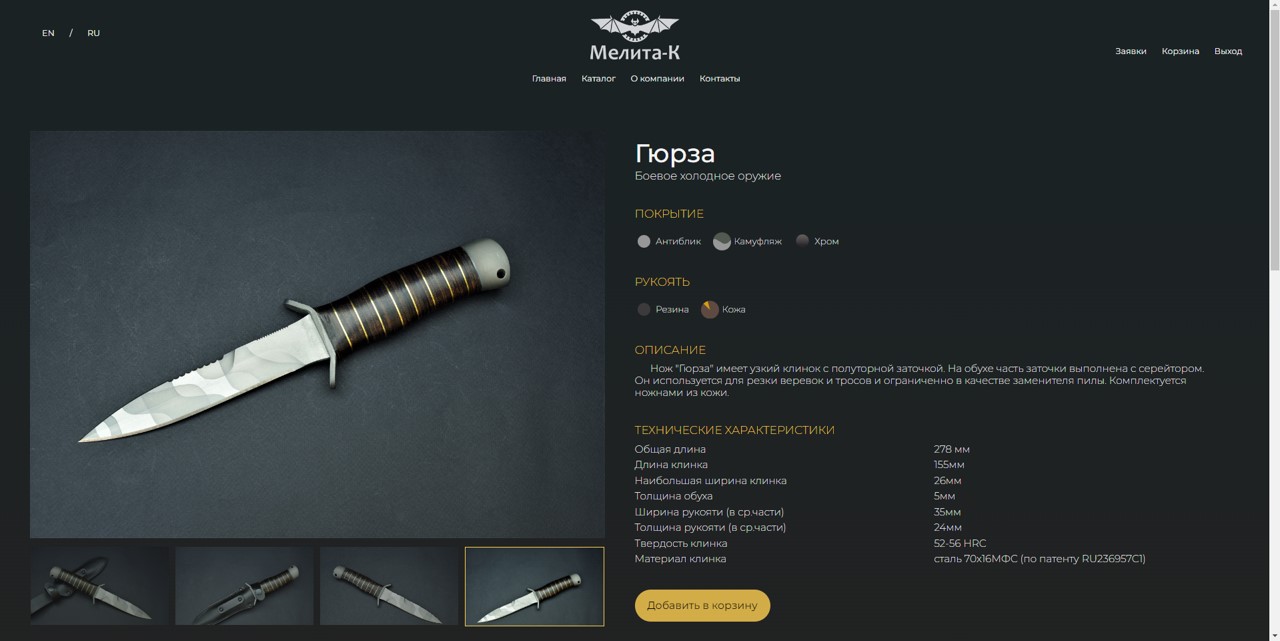 EN / RU
Мелита-К
Заявки Корзина Выход
Главная Каталог О компании Контакты
Гюрза
Боевое холодное оружие
ПОКРЫТИЕ
Антиблик Камуфляж Хром
РУКОЯТЬ
Резина Кожа
ОПИСАНИЕ
Нож "Гюрза" имеет узкий клинок с полуторной заточкой. На обухе часть заточки выполнена с серейтором.
Он используется для резки веревок и тросов и ограниченно в качестве заменителя пилы. Комплектуется
ножнами из кожи.
ТЕХНИЧЕСКИЕ ХАРАКТЕРИСТИКИ
Общая длина 278 мм
Длина клинка 155мм
Наибольшая ширина клинка 26мм
Толщина обуха 5мм
Ширина рукояти (в ср.части) 35мм
Толщина рукояти (в ср.части) 24мм
Твердость клинка 52-56 HRC
Материал клинка сталь 70х16МФС (по патенту RU236957C1)
Добавить в корзину